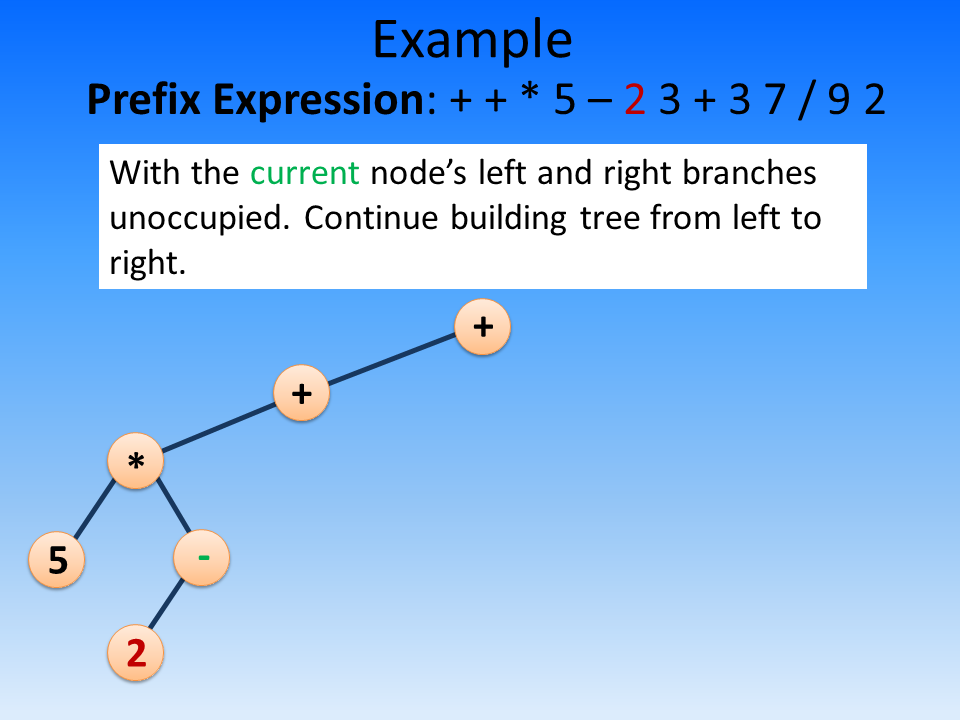 Example
Prefix Expression: + + * 5 – 2 3 + 3 7 / 9 2
With the current node’s left and right branches
unoccupied. Continue building tree from left to
right.
+
+
*
5
-
2